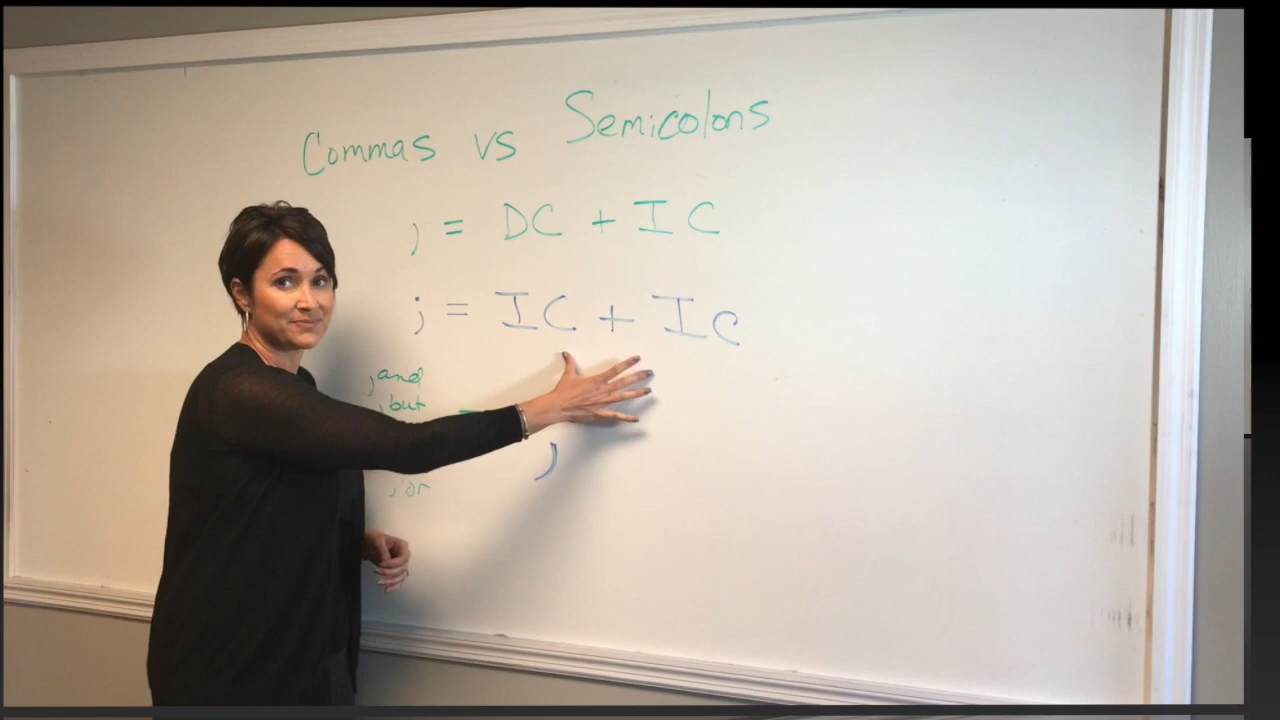 Commas vs Semicolons
, = DC + IC
; = IC + IC
, and
, but
,
, or